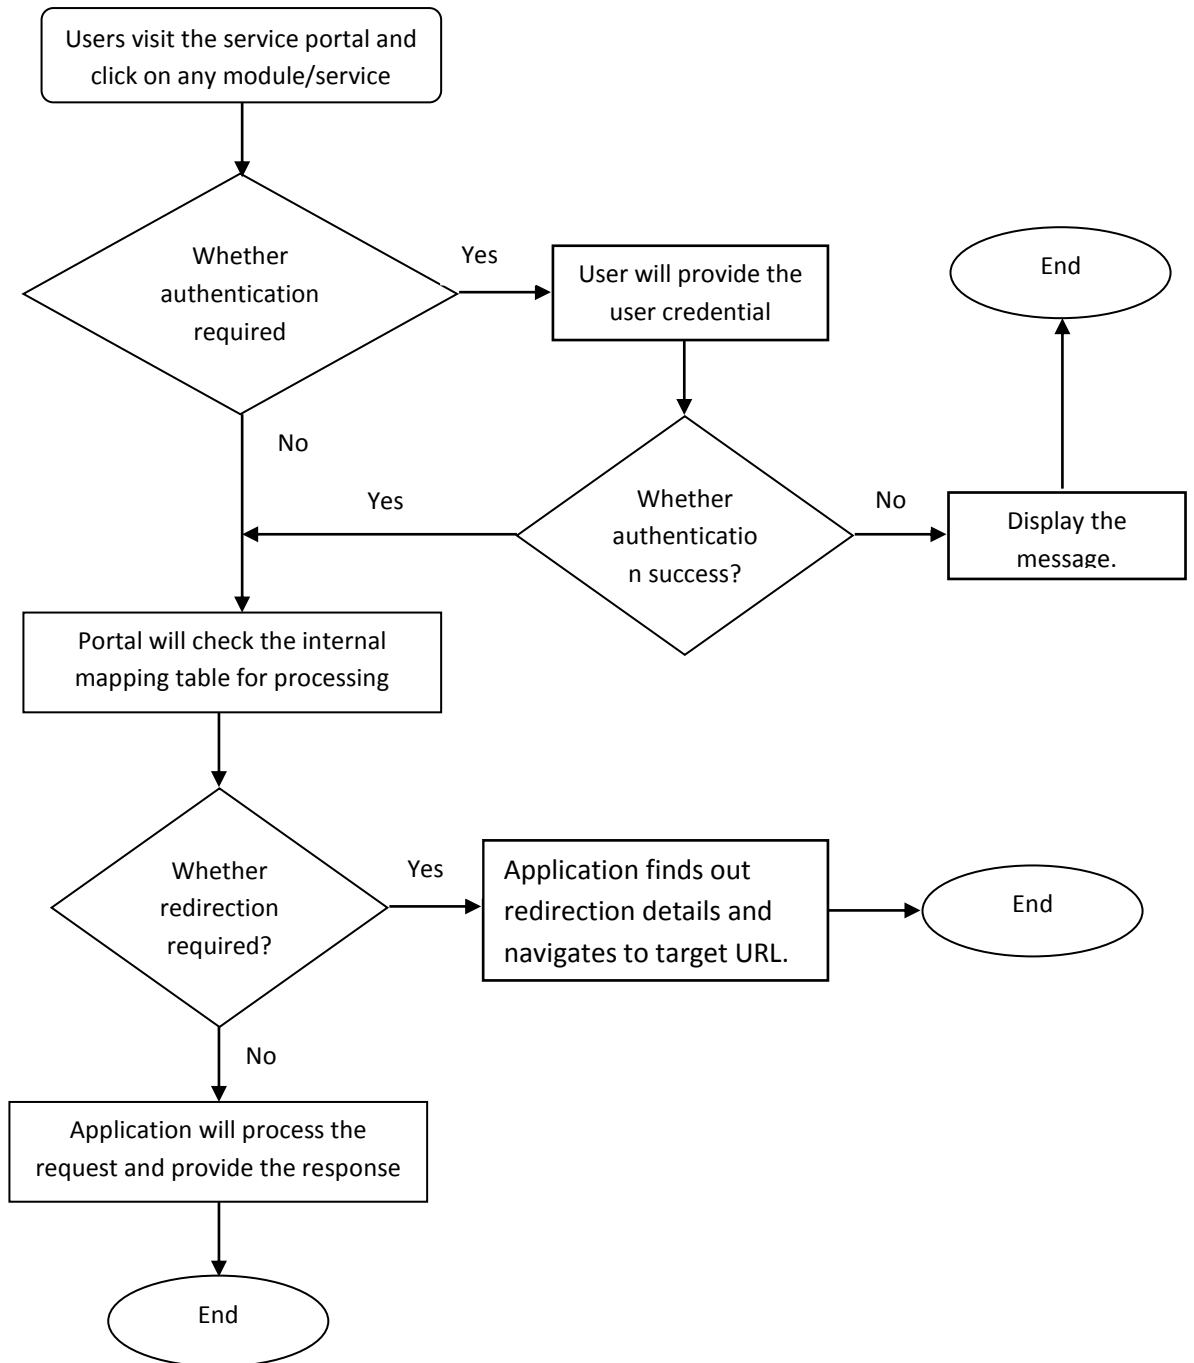 Users visit the service portal and
click on any module/service
Whether
authentication
required
Yes
User will provide the
user credential
End
No
Yes
Whether
authenticatio
n success?
No
Display the
message.
Portal will check the internal
mapping table for processing
Whether
redirection
required?
Yes
Application finds out
redirection details and
navigates to target URL.
End
No
Application will process the
request and provide the response
End